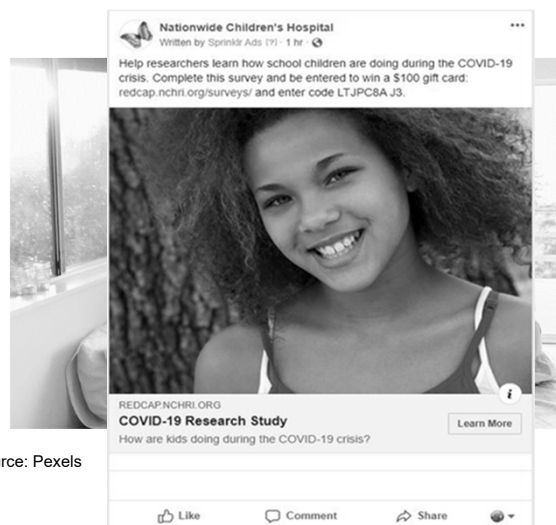 Nationwide Children's Hospital
Written by Sprinklr Ads [?] · 1 hr ·
Help researchers learn how school children are doing during the COVID-19
crisis. Complete this survey and be entered to win a $100 gift card:
redcap.nchri.org/surveys/ and enter code LTJPC8A J3.
REDCAP.NCHRI.ORG
COVID-19 Research Study
Learn More
How are kids doing during the COVID-19 crisis?
rce: Pexels
Like Comment Share